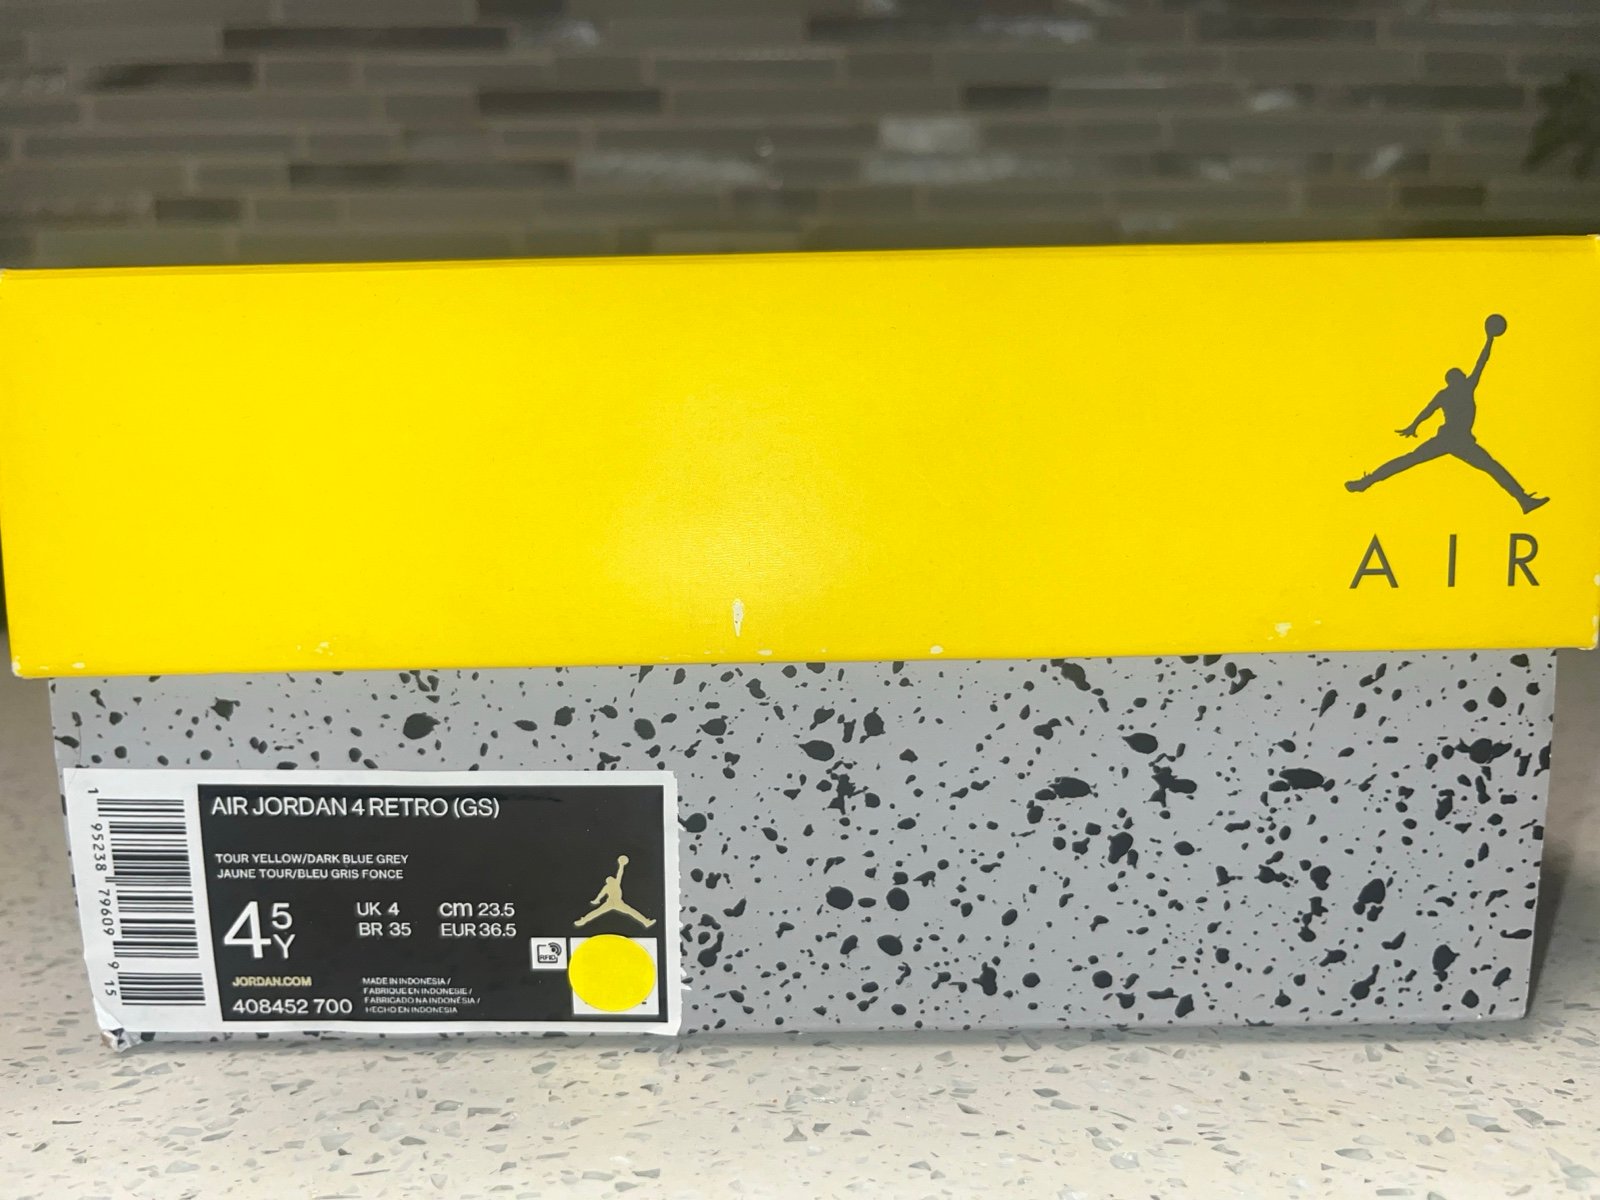 AIR
AIR JORDAN 4 RETRO (GS)
TOUR YELLOW/DARK BLUE GREY
JAUNE TOUR/BLEU GRIS FONCE
4 5 Y
UK 4 cm 23.5
BR 35 EUR 36.5
RFID
JORDAN.COM
408452 700
MADE IN INDONESIA /
FABRIQUE EN INDONESIE /
FABRICADO NA INDONÉSIA /
HECHO EN INDONESIA
1 95238 79609 9 15